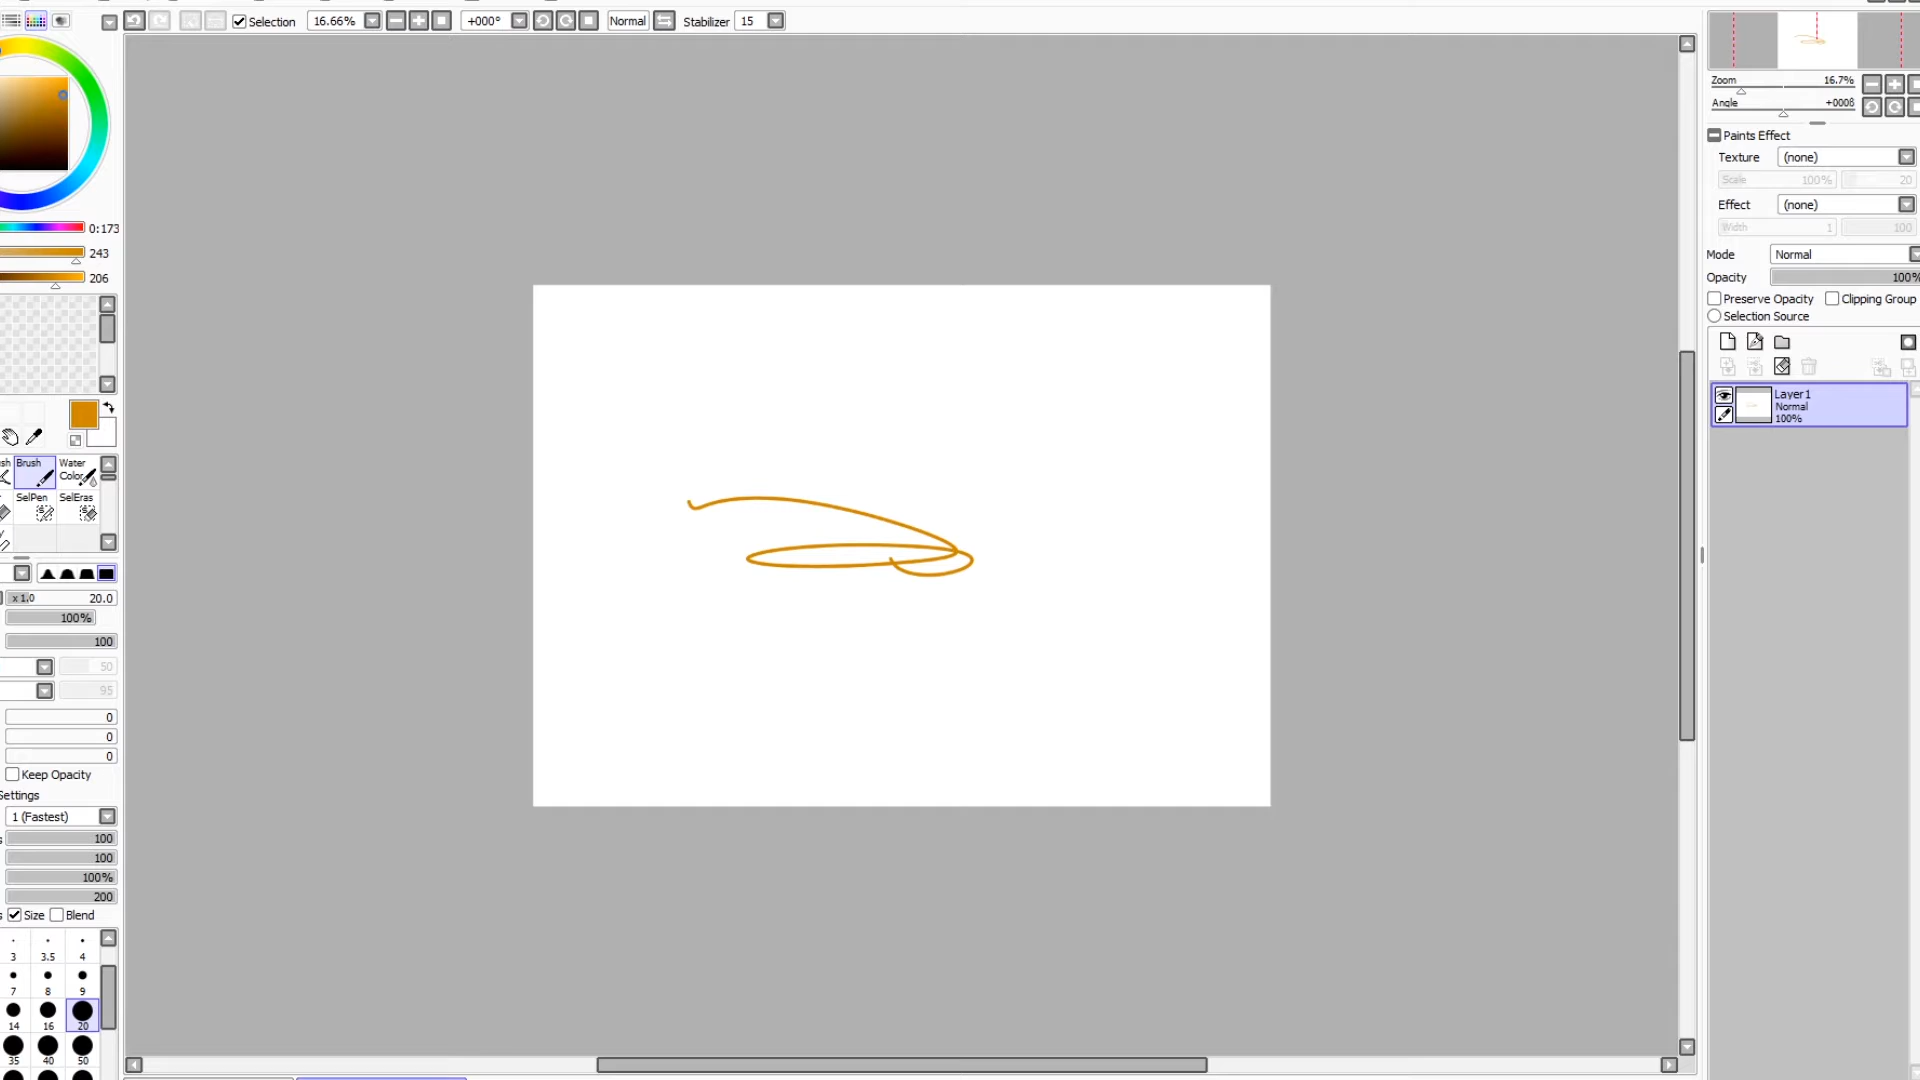 Selection 16.66% +000° Normal Stabilizer 15
0:173
243
206
Brush
Water
Color
SelPen SelEras
x1.0 20.0
100%
100
50
95
0
0
0
Keep Opacity
Settings
1 (Fastest)
100
100
100%
200
Size Blend
3 3.5 4
7 8 9
14 16 20
35 40 50
Zoom 16.7%
Angle +0008
Paints Effect
Texture (none)
Scale 100% 20
Effect (none)
Width 1 100
Mode Normal
Opacity 100%
Preserve Opacity Clipping Group
Selection Source
Layer1
Normal
100%